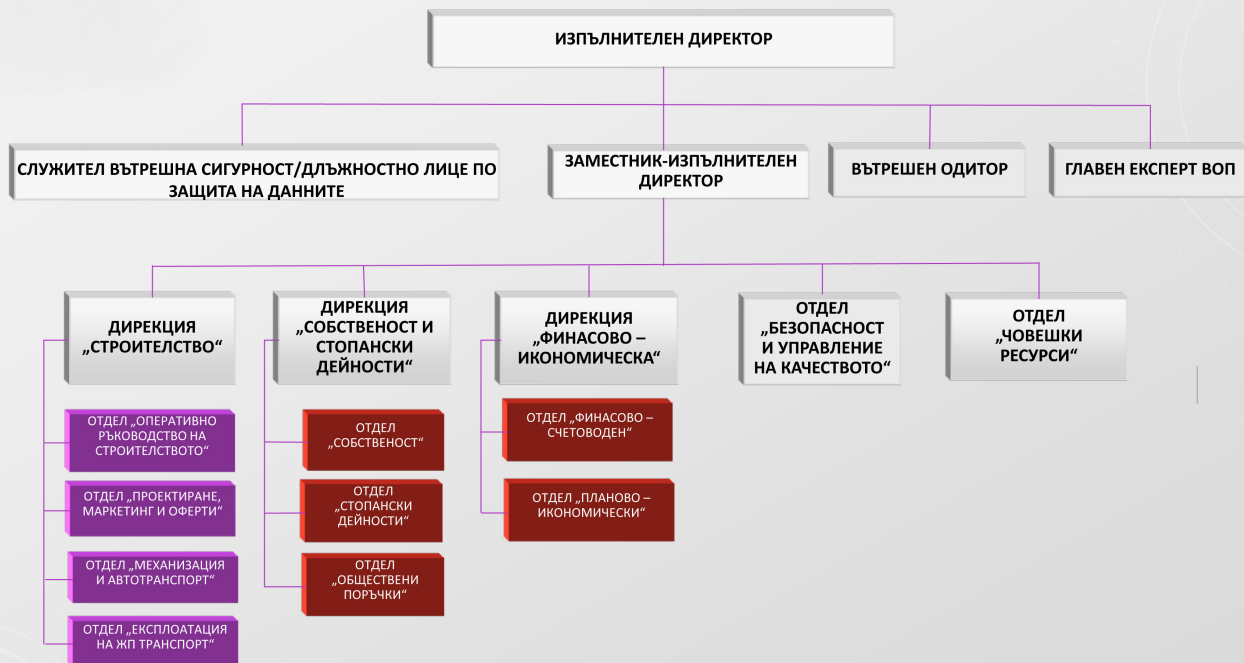 ИЗПЪЛНИТЕЛЕН ДИРЕКТОР
СЛУЖИТЕЛ ВЪТРЕШНА СИГУРНОСТ/ДЛЪЖНОСТНО ЛИЦЕ ПО
ЗАЩИТА НА ДАННИТЕ
ЗАМЕСТНИК-ИЗПЪЛНИТЕЛЕН
ДИРЕКТОР
ВЪТРЕШЕН ОДИТОР
ГЛАВЕН ЕКСПЕРТ ВОП
ДИРЕКЦИЯ
„СТРОИТЕЛСТВО“
ДИРЕКЦИЯ
„СОБСТВЕНОСТ И
СТОПАНСКИ
ДЕЙНОСТИ“
ДИРЕКЦИЯ
„ФИНАСОВО –
ИКОНОМИЧЕСКА“
ОТДЕЛ
„БЕЗОПАСНОСТ
И УПРАВЛЕНИЕ
НА КАЧЕСТВОТО“
ОТДЕЛ
„ЧОВЕШКИ
РЕСУРСИ“
ОТДЕЛ „ОПЕРАТИВНО
РЪКОВОДСТВО НА
СТРОИТЕЛСТВОТО“
ОТДЕЛ „ПРОЕКТИРАНЕ,
МАРКЕТИНГ И ОФЕРТИ“
ОТДЕЛ „МЕХАНИЗАЦИЯ
И АВТОТРАНСПОРТ“
ОТДЕЛ „ЕКСПЛОАТАЦИЯ
НА ЖП ТРАНСПОРТ“
ОТДЕЛ
„СОБСТВЕНОСТ“
ОТДЕЛ
„СТОПАНСКИ
ДЕЙНОСТИ“
ОТДЕЛ
„ОБЩЕСТВЕНИ
ПОРЪЧКИ“
ОТДЕЛ „ФИНАСОВО –
СЧЕТОВОДЕН“
ОТДЕЛ „ПЛАНОВО –
ИКОНОМИЧЕСКИ“